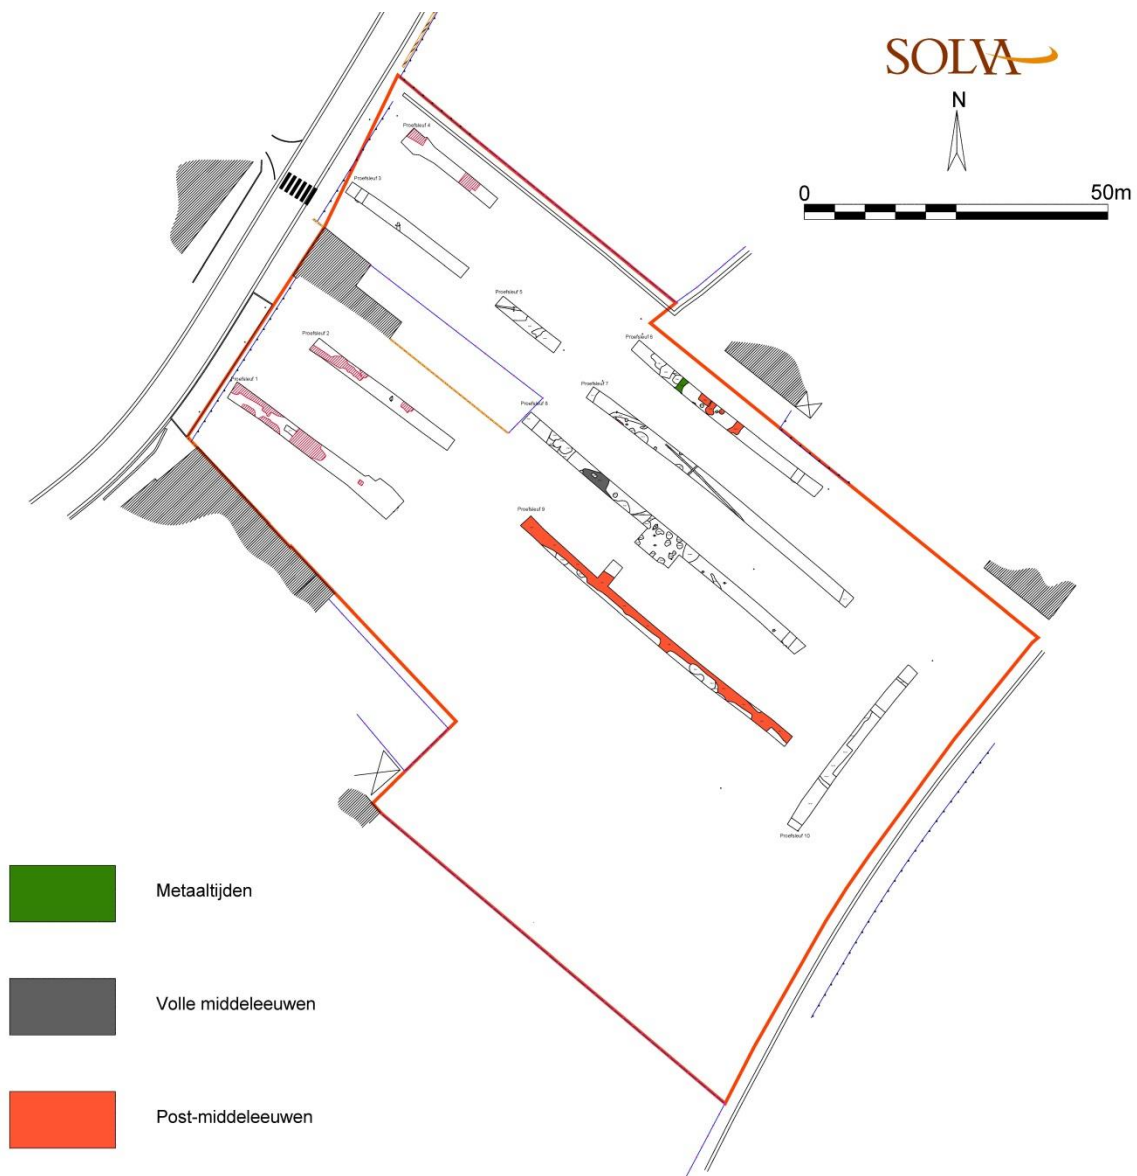 SOLVA
N
0 50m
Proefsleuf 4
Proefsleuf 3
Proefsleuf 5
Proefsleuf 2
Proefsleuf 6
Proefsleuf 1
Proefsleuf 7
Proefsleuf 8
Proefsleuf 9
Proefsleuf 10
Metaaltijden
Volle middeleeuwen
Post-middeleeuwen